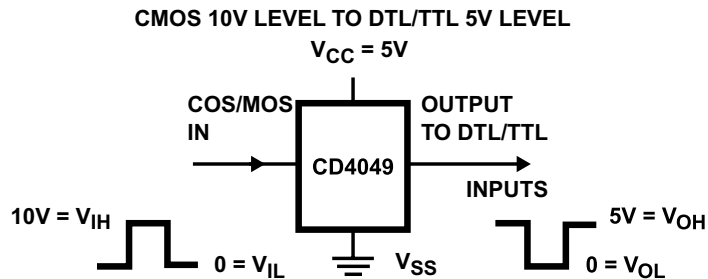 CMOS 10V LEVEL TO DTL/TTL 5V LEVEL
VCC = 5V
COS/MOS
IN
OUTPUT
TO DTL/TTL
CD4049
INPUTS
10V = VIH
0 = VIL
VSS
5V = VOH
0 = VOL